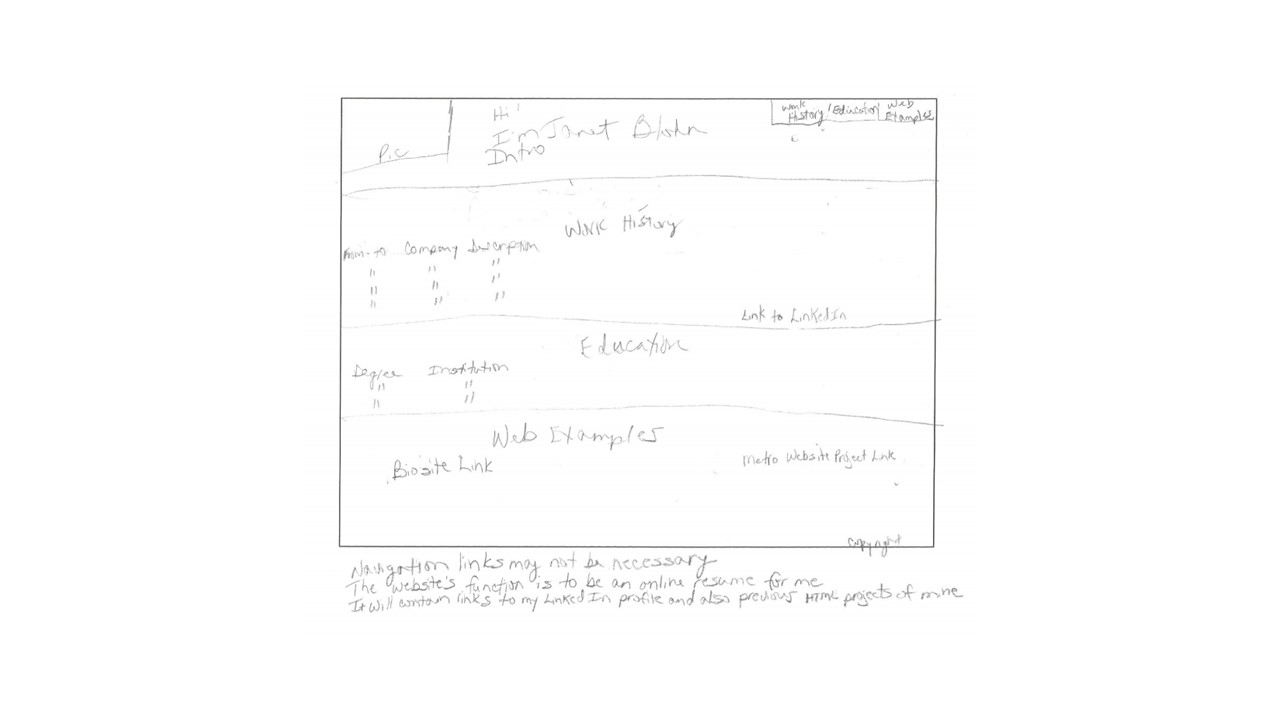 Hi!
I'm Janet
Intro
Work History / Education / Web Examples
Pic
Work History
From-to Company Description
" " "
" " "
" " "
Link to LinkedIn
Education
Degree Institution
" "
" "
Web Examples
Biosite Link
Metro Website Project Link
Copyright
Navigation links may not be necessary
The website's function is to be an online resume for me
It will contain links to my LinkedIn profile and also previous HTML projects of mine